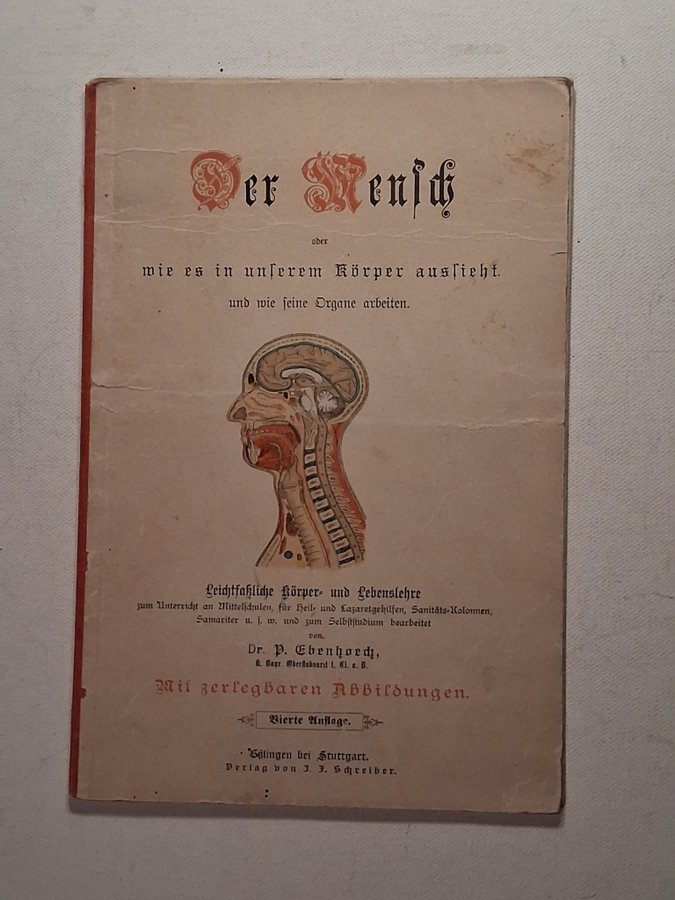 Der Menſch
oder
wie es in unſerem Körper ausſieht.
und wie ſeine Organe arbeiten.
Leichtfaßliche Körper- und Lebenslehre
zum Unterricht an Mittelſchulen, für Heil- und Lazaretgehilfen, Sanitäts-Kolonnen,
Samariter u. ſ. w. und zum Selbſtſtudium bearbeitet
von
Dr. P. Ebenhoech,
K. Bayr. Oberſtabsarzt I. Cl. a. D.
Mit zerlegbaren Abbildungen.
Vierte Auflage.
Eßlingen bei Stuttgart.
Verlag von J. F. Schreiber.